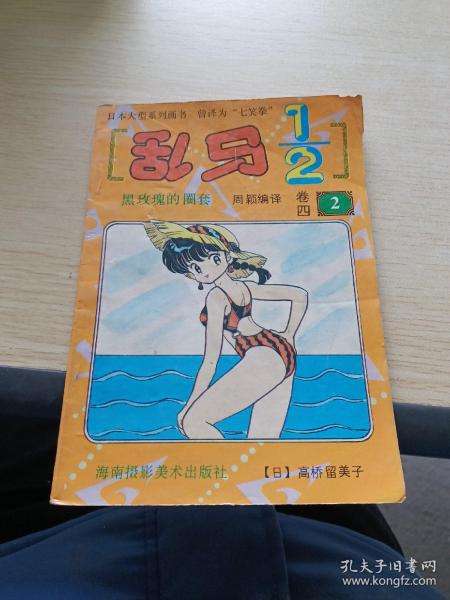 日本大型系列画书 曾译为“七笑拳”
乱马1/2
黑玫瑰的圈套 周颖编译 卷四 2
海南摄影美术出版社 【日】高桥留美子
孔夫子旧书网
www.kongfz.com